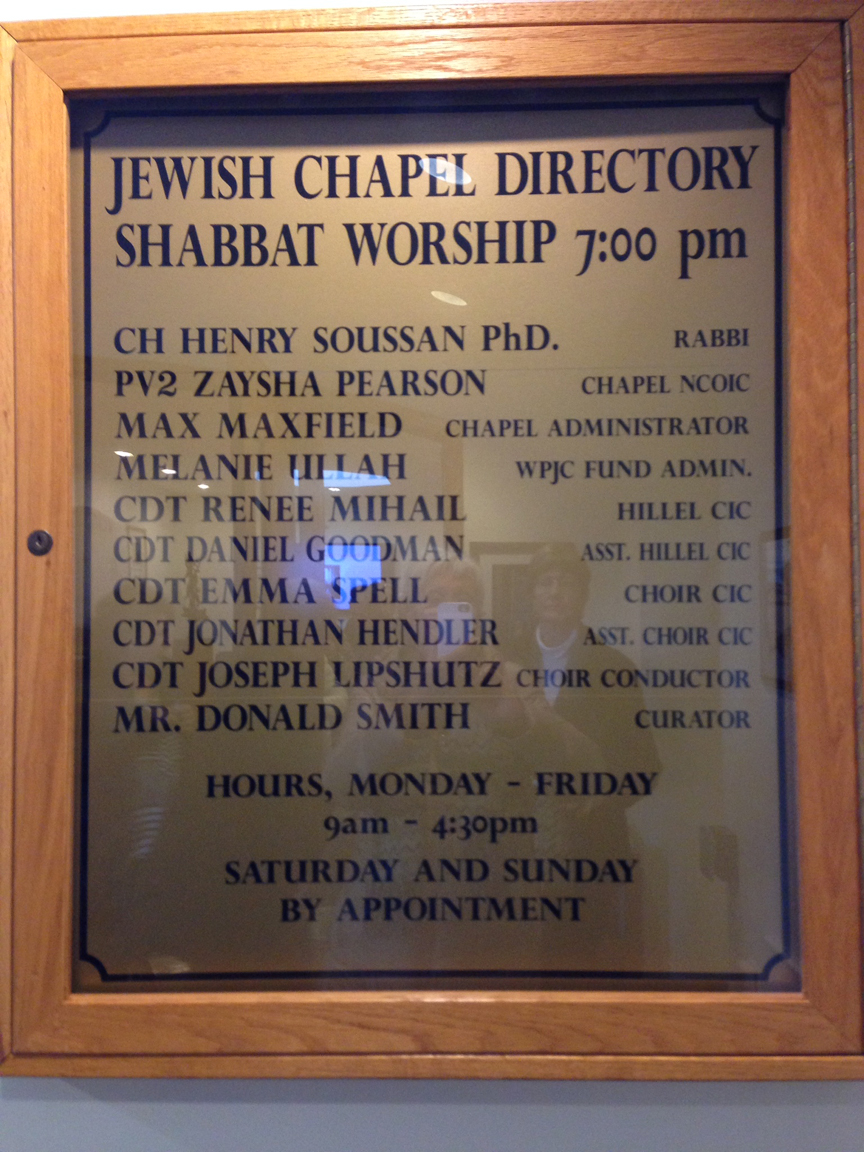 JEWISH CHAPEL DIRECTORY
SHABBAT WORSHIP 7:00 pm
CH HENRY SOUSSAN PhD. RABBI
PV2 ZAYSHA PEARSON CHAPEL NCOIC
MAX MAXFIELD CHAPEL ADMINISTRATOR
MELANIE ULLAH WPJC FUND ADMIN.
CDT RENEE MIHAIL HILLEL CIC
CDT DANIEL GOODMAN ASST. HILLEL CIC
CDT EMMA SPELL CHOIR CIC
CDT JONATHAN HENDLER ASST. CHOIR CIC
CDT JOSEPH LIPSHUTZ CHOIR CONDUCTOR
MR. DONALD SMITH CURATOR
HOURS, MONDAY - FRIDAY
9am - 4:30pm
SATURDAY AND SUNDAY
BY APPOINTMENT